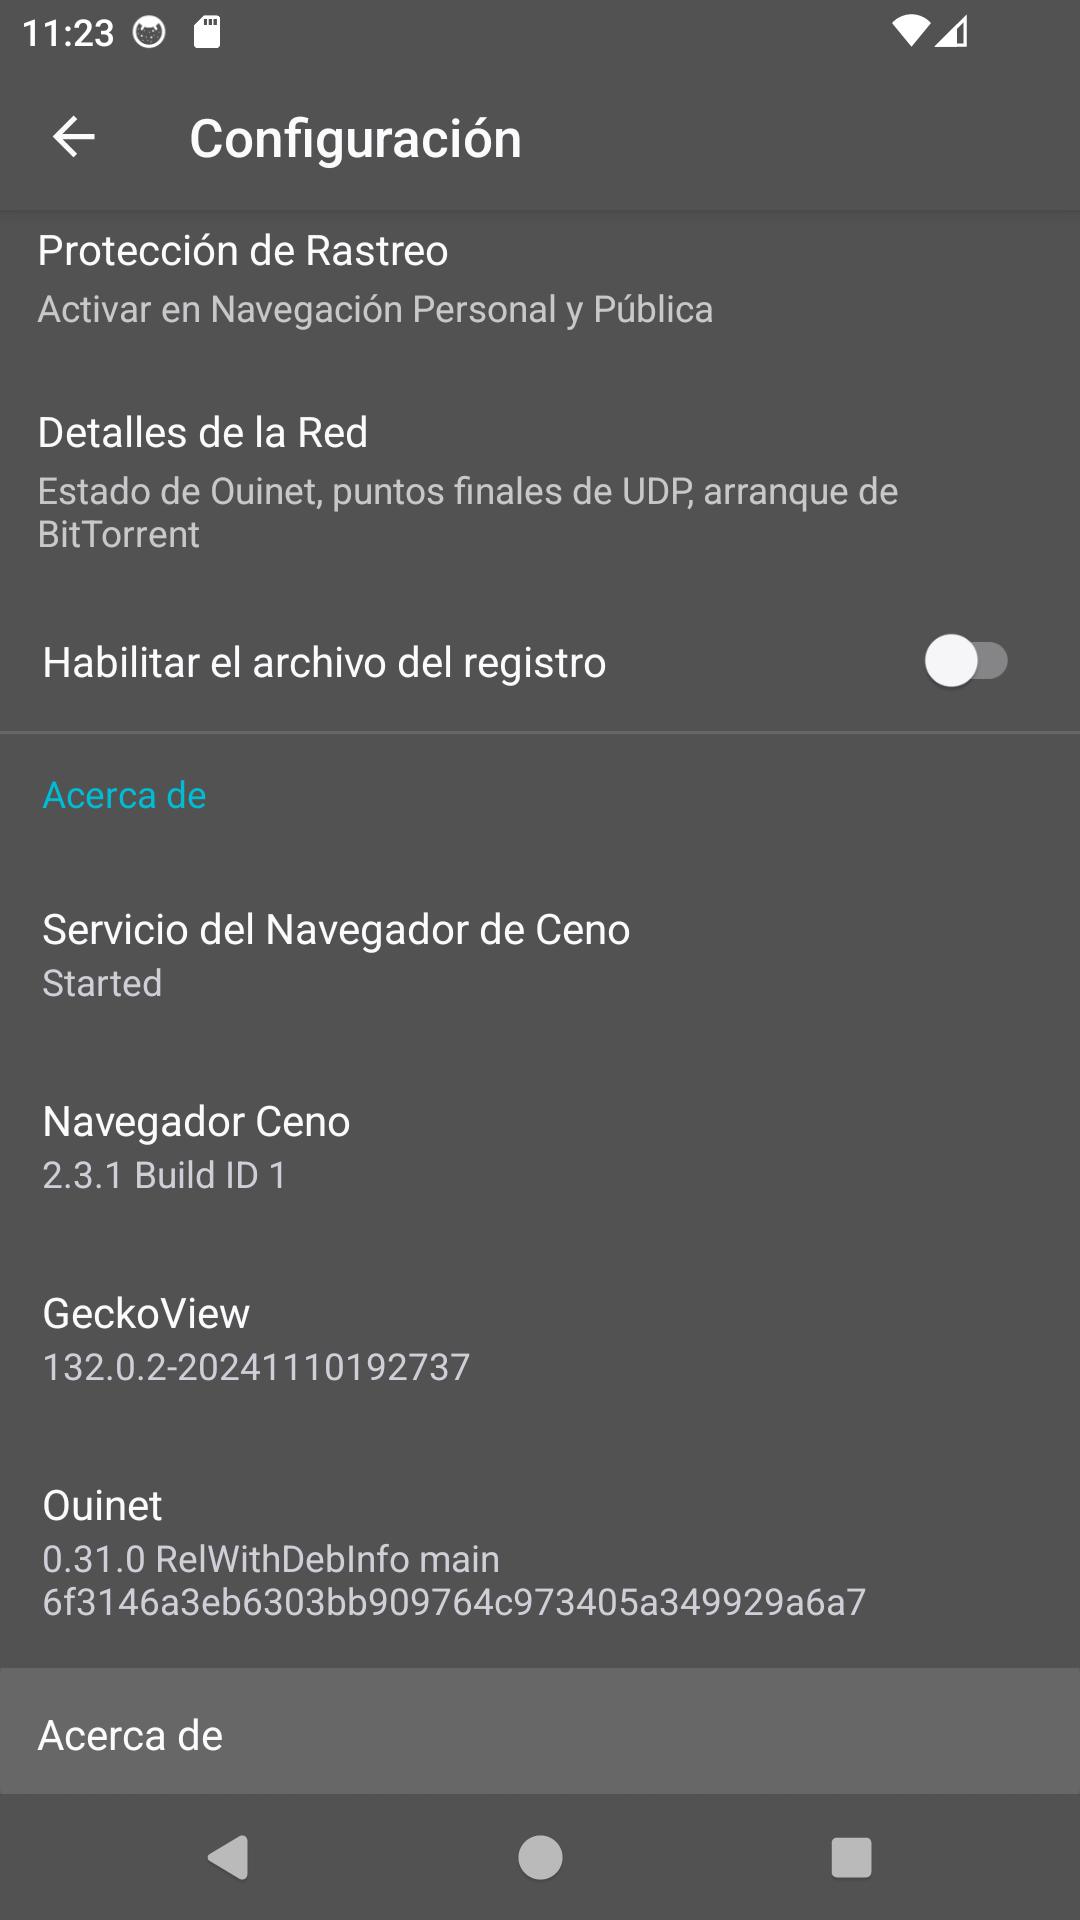 11:23
Configuración
Protección de Rastreo
Activar en Navegación Personal y Pública
Detalles de la Red
Estado de Ouinet, puntos finales de UDP, arranque de
BitTorrent
Habilitar el archivo del registro
Acerca de
Servicio del Navegador de Ceno
Started
Navegador Ceno
2.3.1 Build ID 1
GeckoView
132.0.2-20241110192737
Ouinet
0.31.0 RelWithDebInfo main
6f3146a3eb6303bb909764c973405a349929a6a7
Acerca de